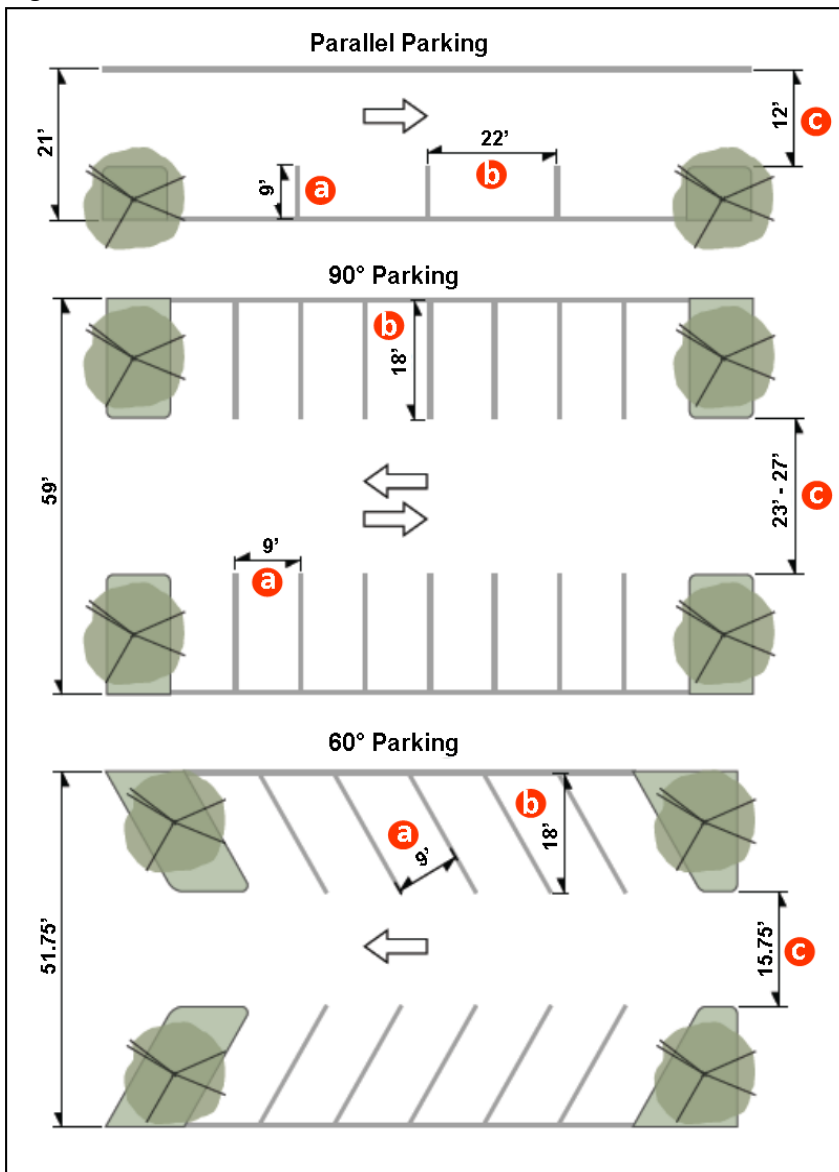 Parallel Parking
21’
12’
c
22’
9’
a
b
90° Parking
b
18’
59’
23’ - 27’
c
9’
a
60° Parking
b
a
18’
9’
51.75’
15.75’
c